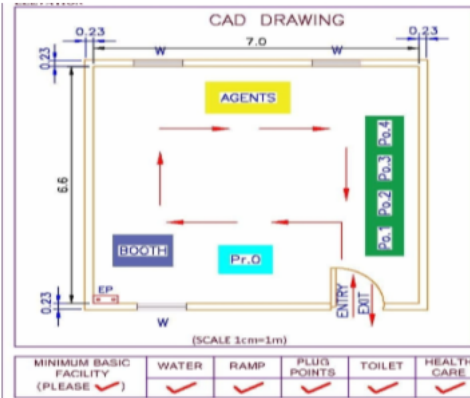 CAD DRAWING
0.23
7.0
0.23
W
W
0.23
AGENTS
6.6
Po.4
Po.3
Po.2
Po.1
BOOTH
Pr.O
EP
0.23
W
ENTRY
EXIT
(SCALE 1cm=1m)
MINIMUM BASIC FACILITY (PLEASE ✓)
WATER
RAMP
PLUG POINTS
TOILET
HEALTH CARE